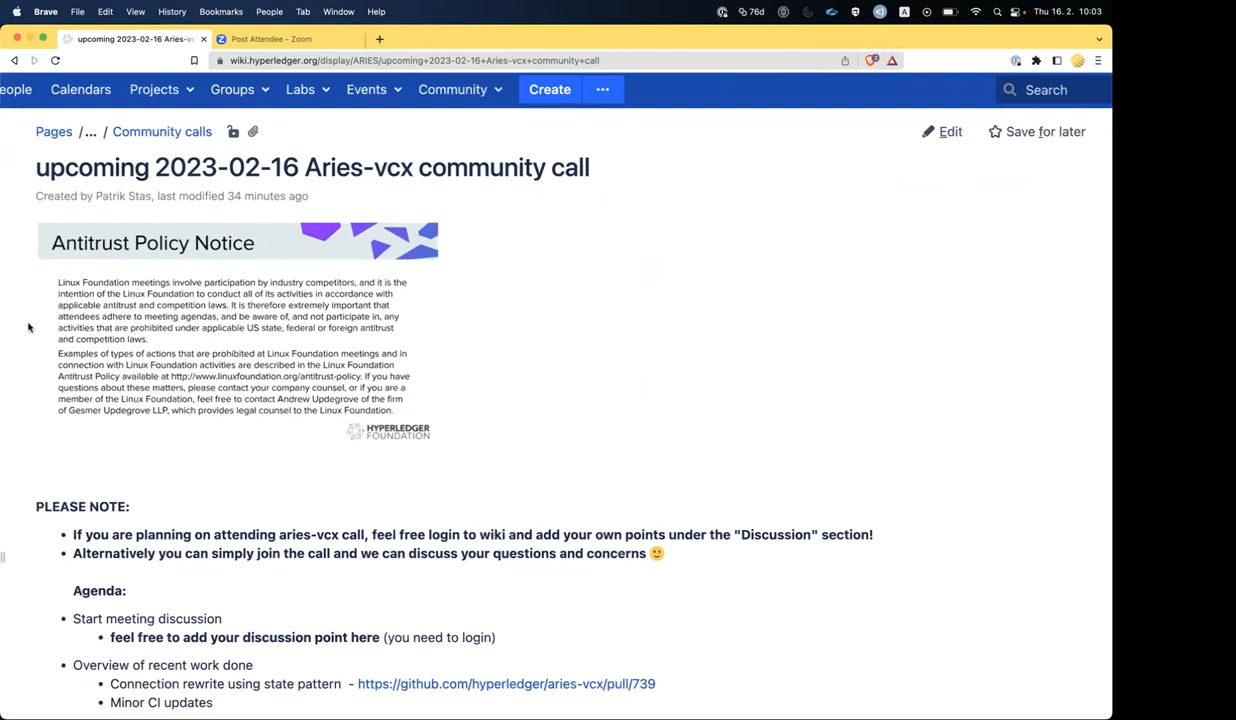 Brave File Edit View History Bookmarks People Tab Window Help 76d A Thu 16. 2. 10:03
upcoming 2023-02-16 Aries-vc Post Attendee - Zoom
wiki.hyperledger.org/display/ARIES/upcoming+2023-02-16+Aries-vcx+community+call
eople Calendars Projects Groups Labs Events Community Create ••• Search
Pages /... / Community calls Edit Save for later
upcoming 2023-02-16 Aries-vcx community call
Created by Patrik Stas, last modified 34 minutes ago
Antitrust Policy Notice
Linux Foundation meetings involve participation by industry competitors, and it is the
intention of the Linux Foundation to conduct all of its activities in accordance with
applicable antitrust and competition laws. It is therefore extremely important that
attendees adhere to meeting agendas, and be aware of, and not participate in, any
activities that are prohibited under applicable US state, federal or foreign antitrust
and competition laws.
Examples of types of actions that are prohibited at Linux Foundation meetings and in
connection with Linux Foundation activities are described in the Linux Foundation
Antitrust Policy available at http://www.linuxfoundation.org/antitrust-policy. If you have
questions about these matters, please contact your company counsel, or if you are a
member of the Linux Foundation, feel free to contact Andrew Updegrove of the firm
of Gesmer Updegrove LLP, which provides legal counsel to the Linux Foundation.
HYPERLEDGER
FOUNDATION
PLEASE NOTE:
• If you are planning on attending aries-vcx call, feel free login to wiki and add your own points under the "Discussion" section!
• Alternatively you can simply join the call and we can discuss your questions and concerns 🙂
Agenda:
• Start meeting discussion
• feel free to add your discussion point here (you need to login)
• Overview of recent work done
• Connection rewrite using state pattern - https://github.com/hyperledger/aries-vcx/pull/739
• Minor CI updates